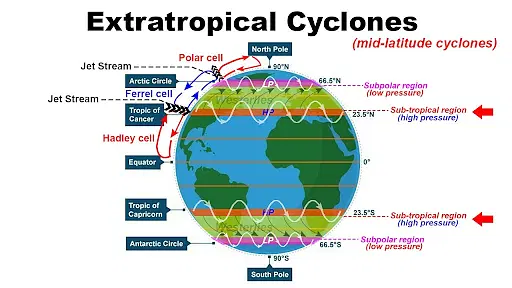 Extratropical Cyclones
(mid-latitude cyclones)
North Pole
90°N
Polar cell
Jet Stream
Arctic Circle
66.5°N
LP
Subpolar region
(low pressure)
Ferrel cell
Jet Stream
Westerlies
Tropic of
Cancer
HP
23.5°N
Sub-tropical region
(high pressure)
Hadley cell
Equator
0°
Tropic of
Capricorn
HP
23.5°S
Sub-tropical region
(high pressure)
Westerlies
Antarctic Circle
LP
66.5°S
Subpolar region
(low pressure)
90°S
South Pole